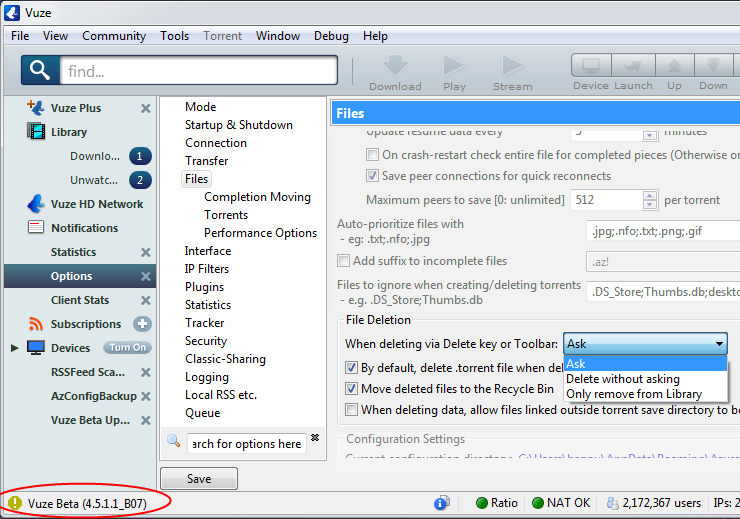 Vuze
File View Community Tools Torrent Window Debug Help
find
Download Play Stream Device Launch Up Down
Vuze Plus
Library
Downlo... 1
Unwatc... 2
Vuze HD Network
Notifications
Statistics
Options
Client Stats
Subscriptions
Devices Turn On
RSSFeed Sca...
AzConfigBackup
Vuze Beta Up...
Mode
Startup & Shutdown
Connection
Transfer
Files
Completion Moving
Torrents
Performance Options
Interface
IP Filters
Plugins
Statistics
Tracker
Security
Classic-Sharing
Logging
Local RSS etc.
Queue
arch for options here
Files
Update resume data every 5 minutes
On crash-restart check entire file for completed pieces (Otherwise or
Save peer connections for quick reconnects
Maximum peers to save [0: unlimited] 512 per torrent
Auto-prioritize files with
- eg: .txt;.nfo;.jpg
.jpg;.nfo;.txt;.png;.gif
Add suffix to incomplete files .az!
Files to ignore when creating/deleting torrents
- e.g. .DS_Store;Thumbs.db
.DS_Store;Thumbs.db;deskto
File Deletion
When deleting via Delete key or Toolbar: Ask
Ask
Delete without asking
Only remove from Library
By default, delete .torrent file when del
Move deleted files to the Recycle Bin
When deleting data, allow files linked outside torrent save directory to be
Configuration Settings
Save
Vuze Beta (4.5.1.1_B07)
Ratio NAT OK 2,172,367 users IPs: 2